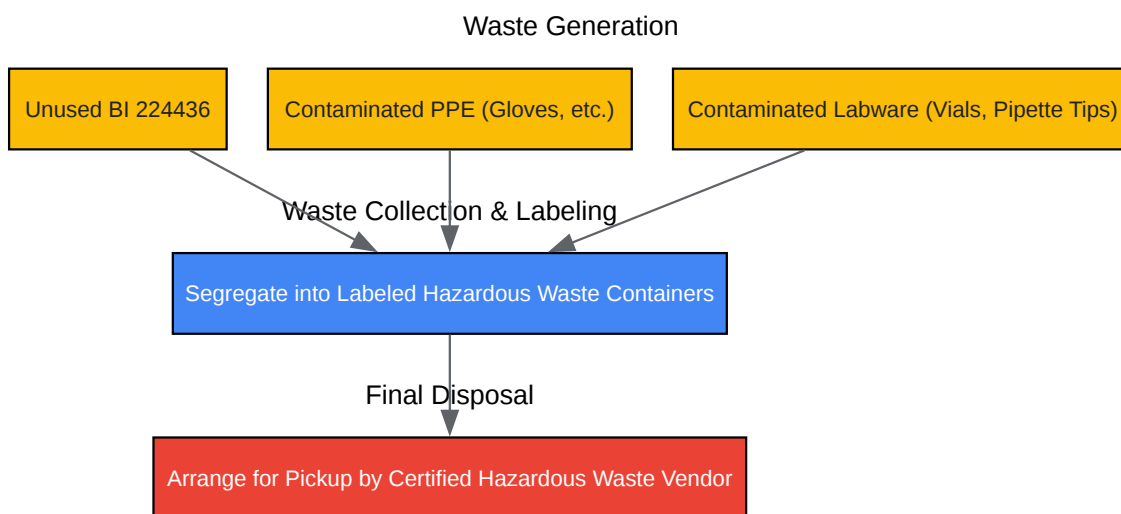 Waste Generation
Unused BI 224436
Contaminated PPE (Gloves, etc.)
Contaminated Labware (Vials, Pipette Tips)
Waste Collection & Labeling
Segregate into Labeled Hazardous Waste Containers
Final Disposal
Arrange for Pickup by Certified Hazardous Waste Vendor